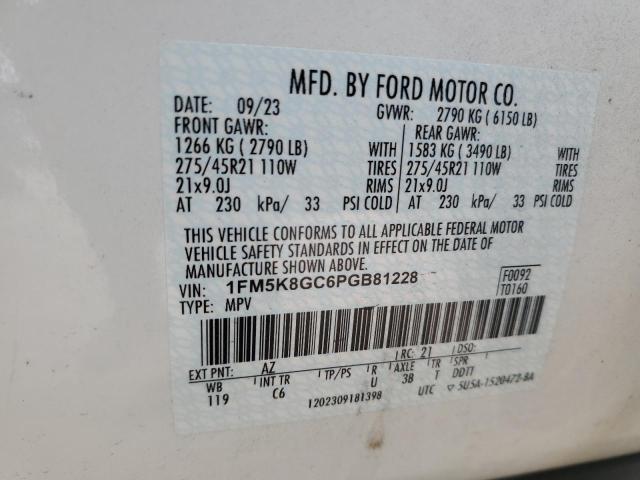 MFD. BY FORD MOTOR CO.
DATE: 09/23 GVWR: 2790 KG ( 6150 LB)
FRONT GAWR: REAR GAWR:
1266 KG ( 2790 LB) WITH 1583 KG ( 3490 LB) WITH
275/45R21 110W TIRES 275/45R21 110W TIRES
21x9.0J RIMS 21x9.0J RIMS
AT 230 kPa/ 33 PSI COLD AT 230 kPa/ 33 PSI COLD
THIS VEHICLE CONFORMS TO ALL APPLICABLE FEDERAL MOTOR
VEHICLE SAFETY STANDARDS IN EFFECT ON THE DATE OF
MANUFACTURE SHOWN ABOVE.
VIN: 1FM5K8GC6PGB81228 F0092
TYPE: MPV T0160
EXT PNT: AZ RC: 21 DSO:
WB INT TR TP/PS R AXLE TR SPR
119 C6 U 3B T DDTI
1202309181398 UTC ▽ 5U5A-1520472-BA